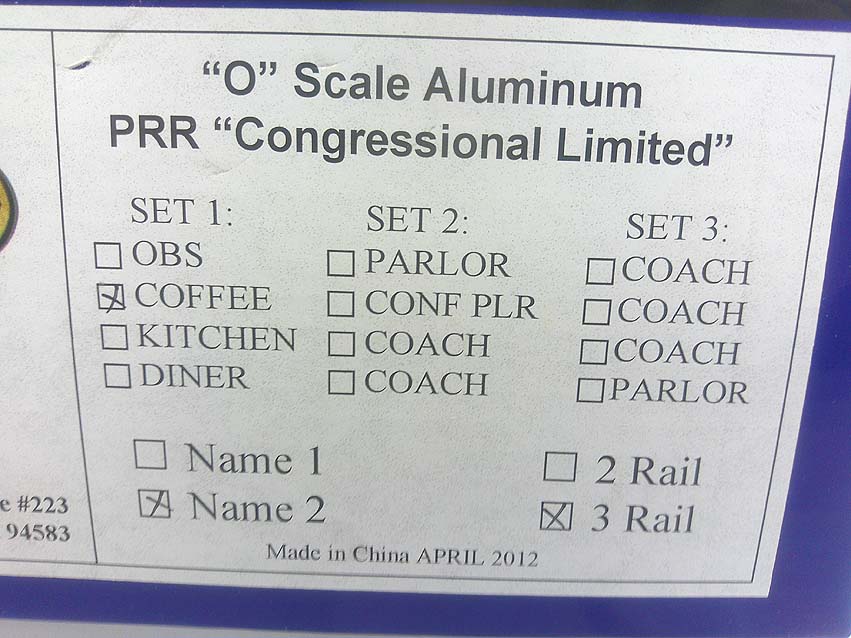 “O” Scale Aluminum
PRR “Congressional Limited”
SET 1:
☐ OBS
☒ COFFEE
☐ KITCHEN
☐ DINER
SET 2:
☐ PARLOR
☐ CONF PLR
☐ COACH
☐ COACH
SET 3:
☐ COACH
☐ COACH
☐ COACH
☐ PARLOR
☐ Name 1
☒ Name 2
☐ 2 Rail
☒ 3 Rail
Made in China APRIL 2012
#223
94583